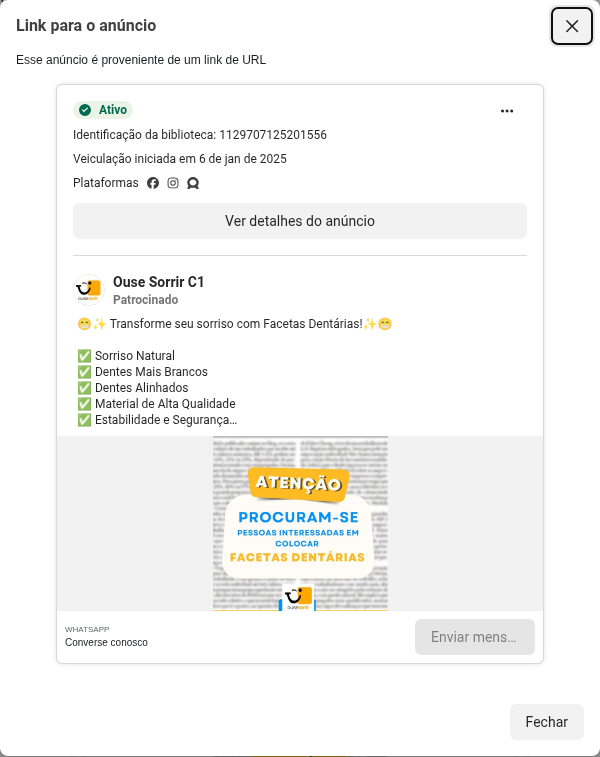 Link para o anúncio
Esse anúncio é proveniente de um link de URL
Ativo
Identificação da biblioteca: 1129707125201556
Veiculação iniciada em 6 de jan de 2025
Plataformas
Ver detalhes do anúncio
Ouse Sorrir C1
Patrocinado
😁✨ Transforme seu sorriso com Facetas Dentárias!✨😁
✅ Sorriso Natural
✅ Dentes Mais Brancos
✅ Dentes Alinhados
✅ Material de Alta Qualidade
✅ Estabilidade e Segurança...
ATENÇÃO
PROCURAM-SE
PESSOAS INTERESSADAS EM
COLOCAR
FACETAS DENTÁRIAS
WHATSAPP
Converse conosco
Enviar mens...
Fechar